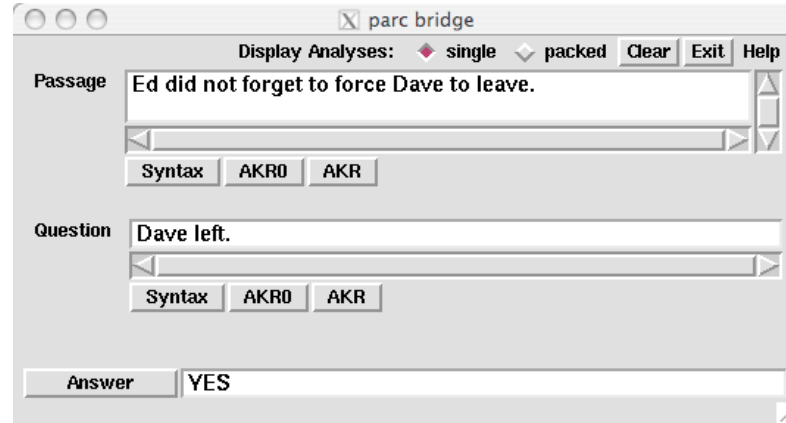 X parc bridge
Display Analyses: single packed Clear Exit Help
Passage Ed did not forget to force Dave to leave.
Syntax AKR0 AKR
Question Dave left.
Syntax AKR0 AKR
Answer YES